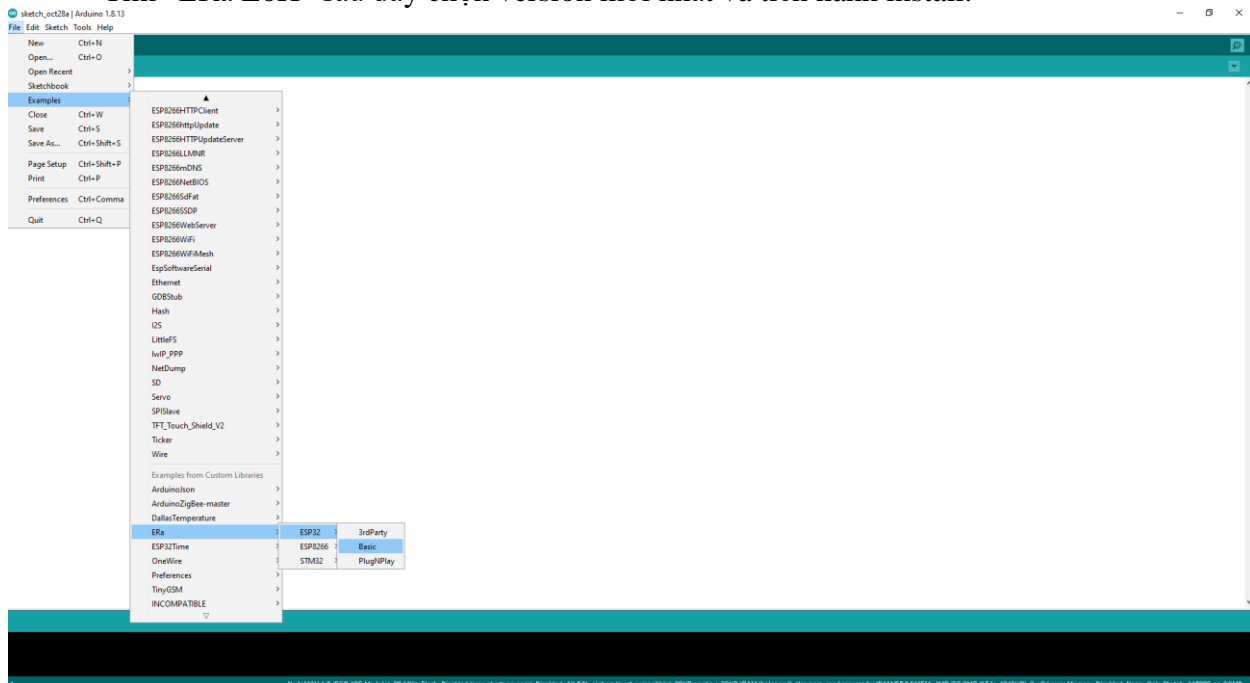 sketch_oct28a | Arduino 1.8.13
File Edit Sketch Tools Help
New Ctrl+N
Open... Ctrl+O
Open Recent
Sketchbook
Examples
Close Ctrl+W
Save Ctrl+S
Save As... Ctrl+Shift+S
Page Setup Ctrl+Shift+P
Print Ctrl+P
Preferences Ctrl+Comma
Quit Ctrl+Q
ESP8266HTTPClient
ESP8266httpUpdate
ESP8266HTTPUpdateServer
ESP8266LLMNR
ESP8266mDNS
ESP8266NetBIOS
ESP8266SdFat
ESP8266SSDP
ESP8266WebServer
ESP8266WiFi
ESP8266WiFiMesh
EspSoftwareSerial
Ethernet
GDBStub
Hash
I2S
LittleFS
lwIP_PPP
NetDump
SD
Servo
SPISlave
TFT_Touch_Shield_V2
Ticker
Wire
Examples from Custom Libraries
ArduinoJson
ArduinoZigBee-master
DallasTemperature
ERa
ESP32Time
OneWire
Preferences
TinyGSM
INCOMPATIBLE
ESP32
ESP8266
STM32
3rdParty
Basic
PlugNPlay